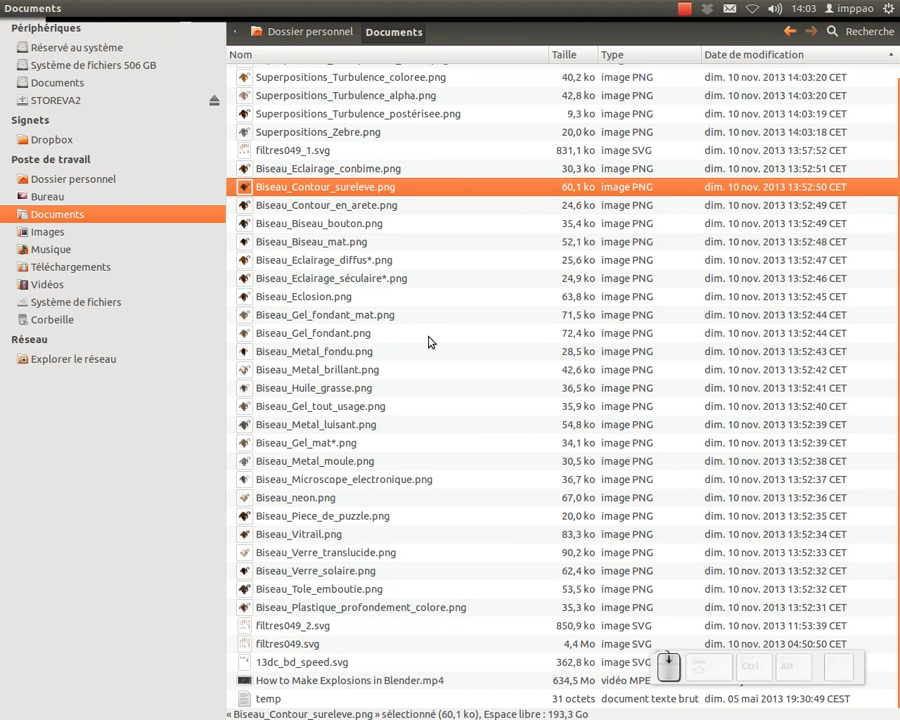 Documents
14:03
imppao
Périphériques
Réservé au système
Système de fichiers 506 GB
Documents
STOREVA2
Signets
Dropbox
Poste de travail
Dossier personnel
Bureau
Documents
Images
Musique
Téléchargements
Vidéos
Système de fichiers
Corbeille
Réseau
Explorer le réseau
Dossier personnel Documents Recherche
Nom Taille Type Date de modification
Superpositions_Turbulence_coloree.png 40,2 ko image PNG dim. 10 nov. 2013 14:03:20 CET
Superpositions_Turbulence_alpha.png 42,8 ko image PNG dim. 10 nov. 2013 14:03:20 CET
Superpositions_Turbulence_postérisee.png 9,3 ko image PNG dim. 10 nov. 2013 14:03:19 CET
Superpositions_Zebre.png 20,0 ko image PNG dim. 10 nov. 2013 14:03:18 CET
filtres049_1.svg 831,1 ko image SVG dim. 10 nov. 2013 13:57:52 CET
Biseau_Eclairage_conbime.png 30,3 ko image PNG dim. 10 nov. 2013 13:52:51 CET
Biseau_Contour_sureleve.png 60,1 ko image PNG dim. 10 nov. 2013 13:52:50 CET
Biseau_Contour_en_arete.png 24,6 ko image PNG dim. 10 nov. 2013 13:52:49 CET
Biseau_Biseau_bouton.png 35,4 ko image PNG dim. 10 nov. 2013 13:52:49 CET
Biseau_Biseau_mat.png 52,1 ko image PNG dim. 10 nov. 2013 13:52:48 CET
Biseau_Eclairage_diffus*.png 25,6 ko image PNG dim. 10 nov. 2013 13:52:47 CET
Biseau_Eclairage_séculaire*.png 24,9 ko image PNG dim. 10 nov. 2013 13:52:46 CET
Biseau_Eclosion.png 63,8 ko image PNG dim. 10 nov. 2013 13:52:45 CET
Biseau_Gel_fondant_mat.png 71,5 ko image PNG dim. 10 nov. 2013 13:52:44 CET
Biseau_Gel_fondant.png 72,4 ko image PNG dim. 10 nov. 2013 13:52:44 CET
Biseau_Metal_fondu.png 28,5 ko image PNG dim. 10 nov. 2013 13:52:43 CET
Biseau_Metal_brillant.png 42,6 ko image PNG dim. 10 nov. 2013 13:52:42 CET
Biseau_Huile_grasse.png 36,5 ko image PNG dim. 10 nov. 2013 13:52:41 CET
Biseau_Gel_tout_usage.png 35,9 ko image PNG dim. 10 nov. 2013 13:52:40 CET
Biseau_Metal_luisant.png 54,8 ko image PNG dim. 10 nov. 2013 13:52:39 CET
Biseau_Gel_mat*.png 34,1 ko image PNG dim. 10 nov. 2013 13:52:39 CET
Biseau_Metal_moule.png 30,5 ko image PNG dim. 10 nov. 2013 13:52:38 CET
Biseau_Microscope_electronique.png 36,7 ko image PNG dim. 10 nov. 2013 13:52:37 CET
Biseau_neon.png 67,0 ko image PNG dim. 10 nov. 2013 13:52:36 CET
Biseau_Piece_de_puzzle.png 20,0 ko image PNG dim. 10 nov. 2013 13:52:35 CET
Biseau_Vitrail.png 83,3 ko image PNG dim. 10 nov. 2013 13:52:34 CET
Biseau_Verre_translucide.png 90,2 ko image PNG dim. 10 nov. 2013 13:52:33 CET
Biseau_Verre_solaire.png 62,4 ko image PNG dim. 10 nov. 2013 13:52:32 CET
Biseau_Tole_emboutie.png 53,5 ko image PNG dim. 10 nov. 2013 13:52:32 CET
Biseau_Plastique_profondement_colore.png 35,3 ko image PNG dim. 10 nov. 2013 13:52:31 CET
filtres049_2.svg 850,9 ko image SVG dim. 10 nov. 2013 11:53:39 CET
filtres049.svg 4,4 Mo image SVG dim. 10 nov. 2013 04:50:50 CET
13dc_bd_speed.svg 362,8 ko image
Ctrl Alt
How to Make Explosions in Blender.mp4 634,5 Mo vidéo MPE
temp 31 octets document texte brut dim. 05 mai 2013 19:30:49 CEST
« Biseau_Contour_sureleve.png » sélectionné (60,1 ko), Espace libre : 193,3 Go